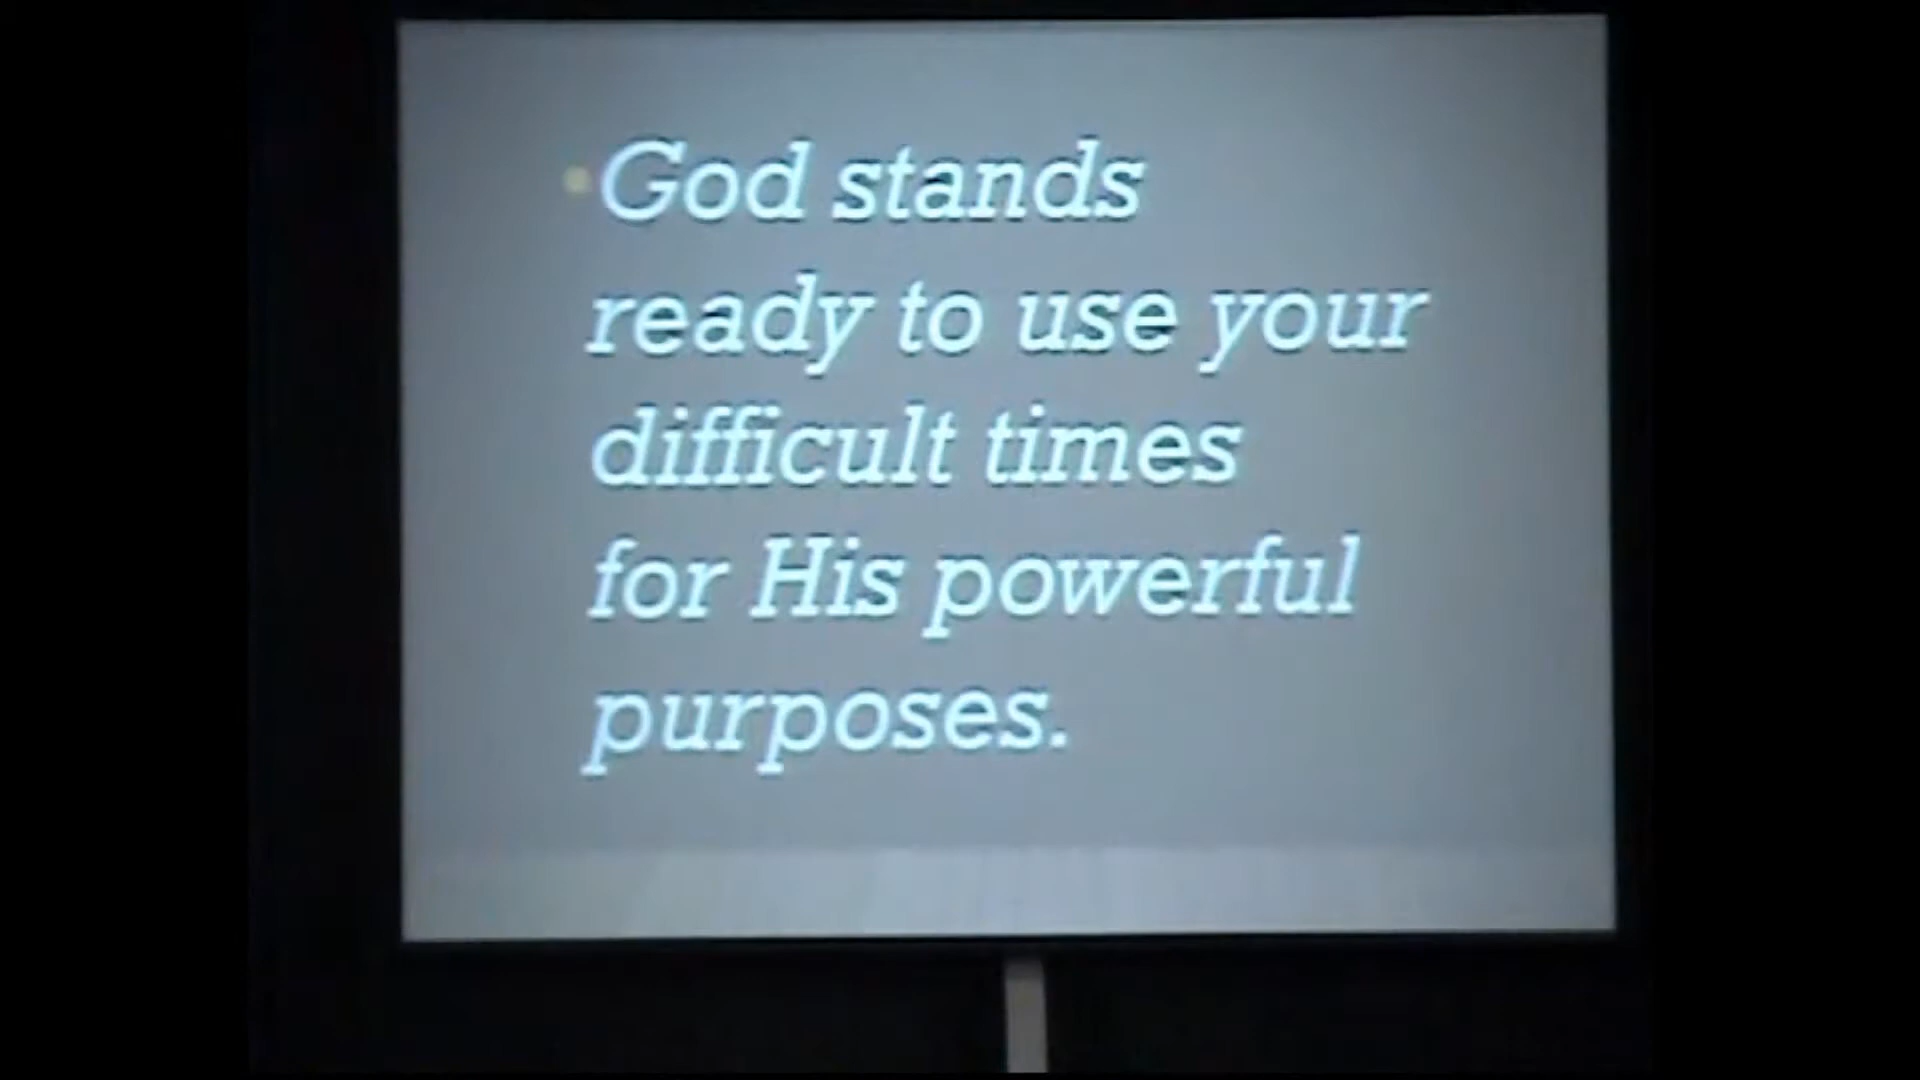 •God stands
ready to use your
difficult times
for His powerful
purposes.